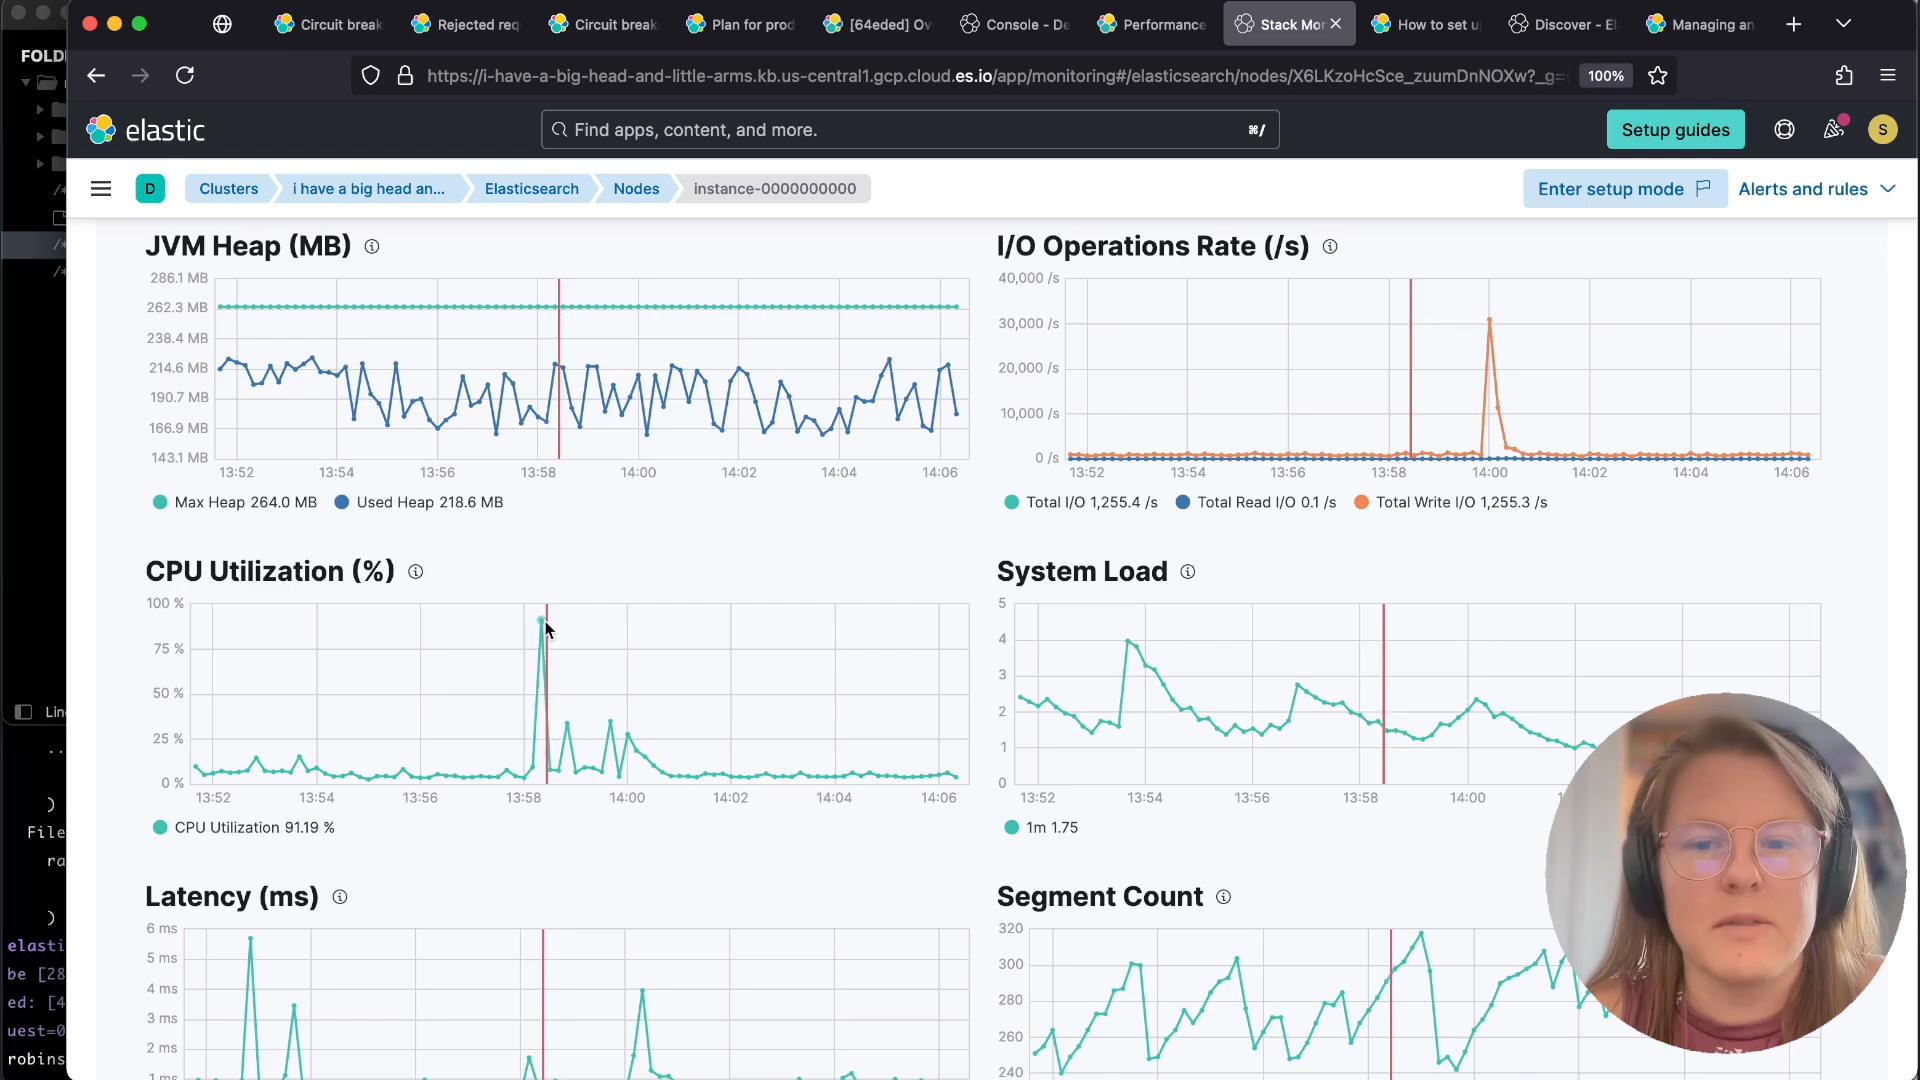 Circuit break
Rejected req
Circuit break
Plan for prod
[64eded] Ov
Console - De
Performance
Stack Mor
How to set u
Discover - El
Managing an
https://i-have-a-big-head-and-little-arms.kb.us-central1.gcp.cloud.es.io/app/monitoring#/elasticsearch/nodes/X6LKzoHcSce_zuumDnNOXw?_g=
100%
FOLD
elastic
Find apps, content, and more.
⌘/
Setup guides
S
D
Clusters
i have a big head an...
Elasticsearch
Nodes
instance-0000000000
Enter setup mode
Alerts and rules
JVM Heap (MB)
286.1 MB
262.3 MB
238.4 MB
214.6 MB
190.7 MB
166.9 MB
143.1 MB
13:52 13:54 13:56 13:58 14:00 14:02 14:04 14:06
Max Heap 264.0 MB Used Heap 218.6 MB
I/O Operations Rate (/s)
40,000 /s
30,000 /s
20,000 /s
10,000 /s
0 /s
13:52 13:54 13:56 13:58 14:00 14:02 14:04 14:06
Total I/O 1,255.4 /s Total Read I/O 0.1 /s Total Write I/O 1,255.3 /s
CPU Utilization (%)
100 %
75 %
50 %
25 %
0 %
13:52 13:54 13:56 13:58 14:00 14:02 14:04 14:06
CPU Utilization 91.19 %
System Load
5
4
3
2
1
0
13:52 13:54 13:56 13:58 14:00
1m 1.75
Latency (ms)
6 ms
5 ms
4 ms
3 ms
2 ms
1 ms
Segment Count
320
300
280
260
240
Line
..
)
File
ra
)
elasti
be [28
ed: [4
uest=0
robins